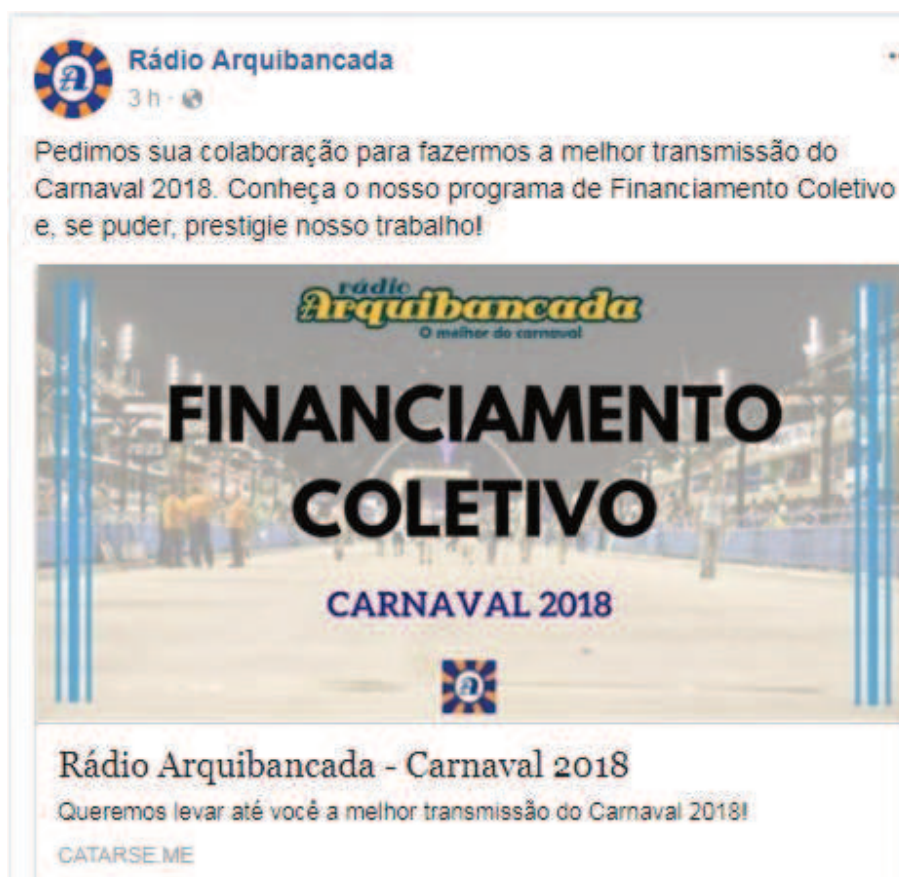 Rádio Arquibancada
3 h
Pedimos sua colaboração para fazermos a melhor transmissão do
Carnaval 2018. Conheça o nosso programa de Financiamento Coletivo
e, se puder, prestigie nosso trabalho!
rádio
Arquibancada
O melhor do carnaval
FINANCIAMENTO
COLETIVO
CARNAVAL 2018
Rádio Arquibancada - Carnaval 2018
Queremos levar até você a melhor transmissão do Carnaval 2018!
CATARSE.ME